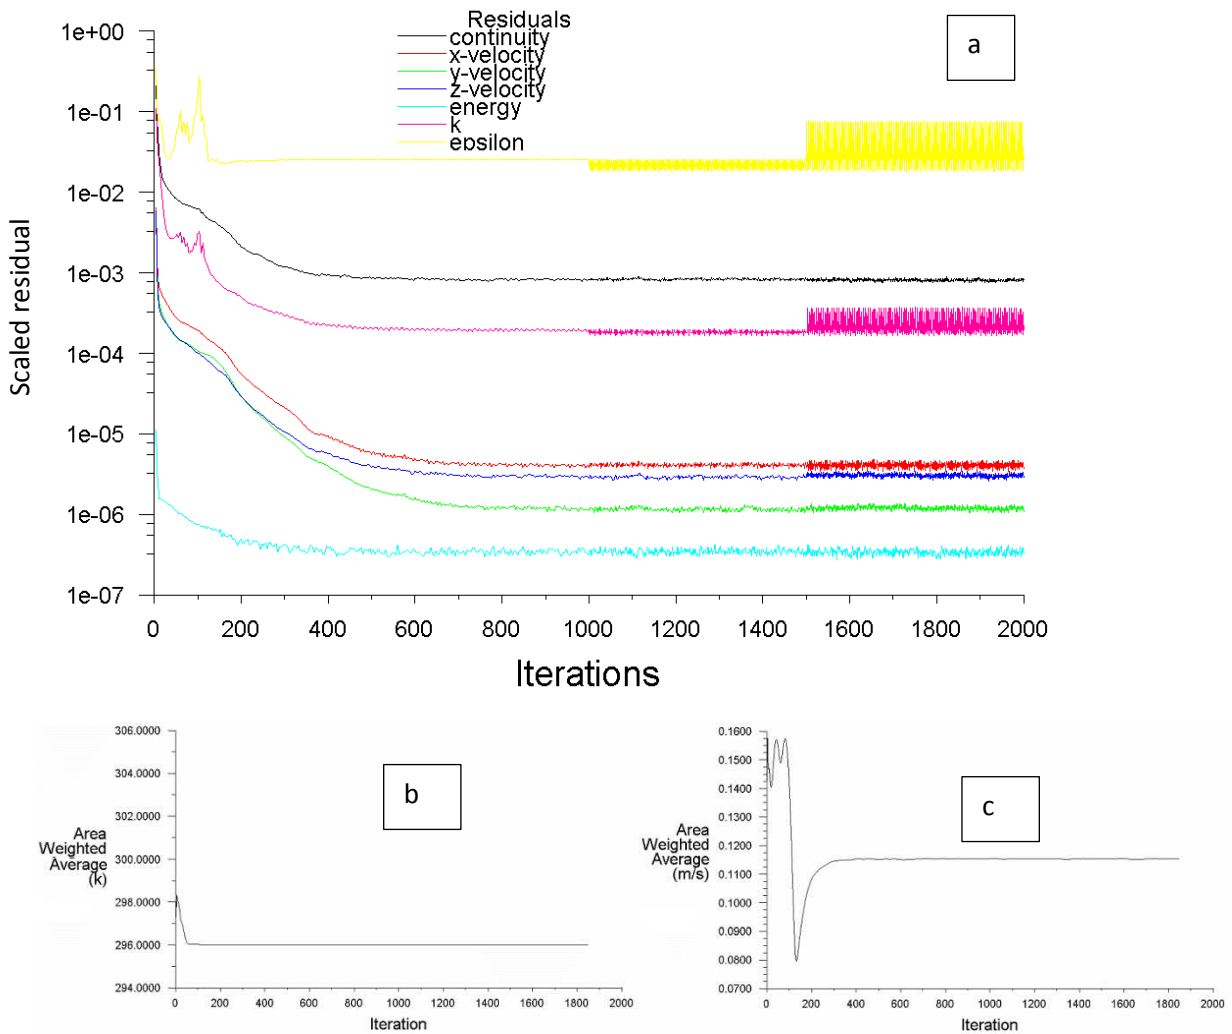 Residuals
continuity
x-velocity
y-velocity
z-velocity
energy
k
epsilon
a
Scaled residual
1e+00
1e-01
1e-02
1e-03
1e-04
1e-05
1e-06
1e-07
0 200 400 600 800 1000 1200 1400 1600 1800 2000
Iterations
306.0000
304.0000
302.0000
300.0000
298.0000
296.0000
294.0000
Area
Weighted
Average
(k)
b
0 200 400 600 800 1000 1200 1400 1600 1800 2000
Iteration
0.1600
0.1500
0.1400
0.1300
0.1200
0.1100
0.1000
0.0900
0.0800
0.0700
Area
Weighted
Average
(m/s)
c
0 200 400 600 800 1000 1200 1400 1600 1800 2000
Iteration